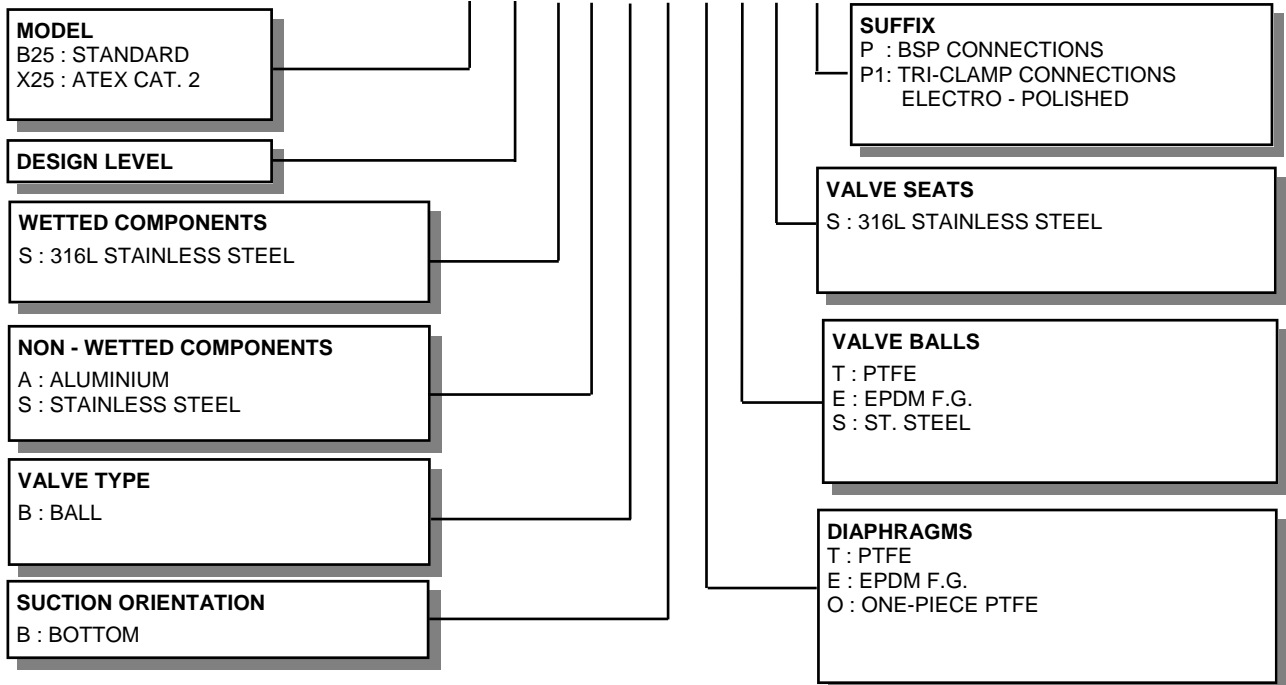 MODEL
B25 : STANDARD
X25 : ATEX CAT. 2
DESIGN LEVEL
WETTED COMPONENTS
S : 316L STAINLESS STEEL
NON - WETTED COMPONENTS
A : ALUMINIUM
S : STAINLESS STEEL
VALVE TYPE
B : BALL
SUCTION ORIENTATION
B : BOTTOM
SUFFIX
P : BSP CONNECTIONS
P1: TRI-CLAMP CONNECTIONS
ELECTRO - POLISHED
VALVE SEATS
S : 316L STAINLESS STEEL
VALVE BALLS
T : PTFE
E : EPDM F.G.
S : ST. STEEL
DIAPHRAGMS
T : PTFE
E : EPDM F.G.
O : ONE-PIECE PTFE